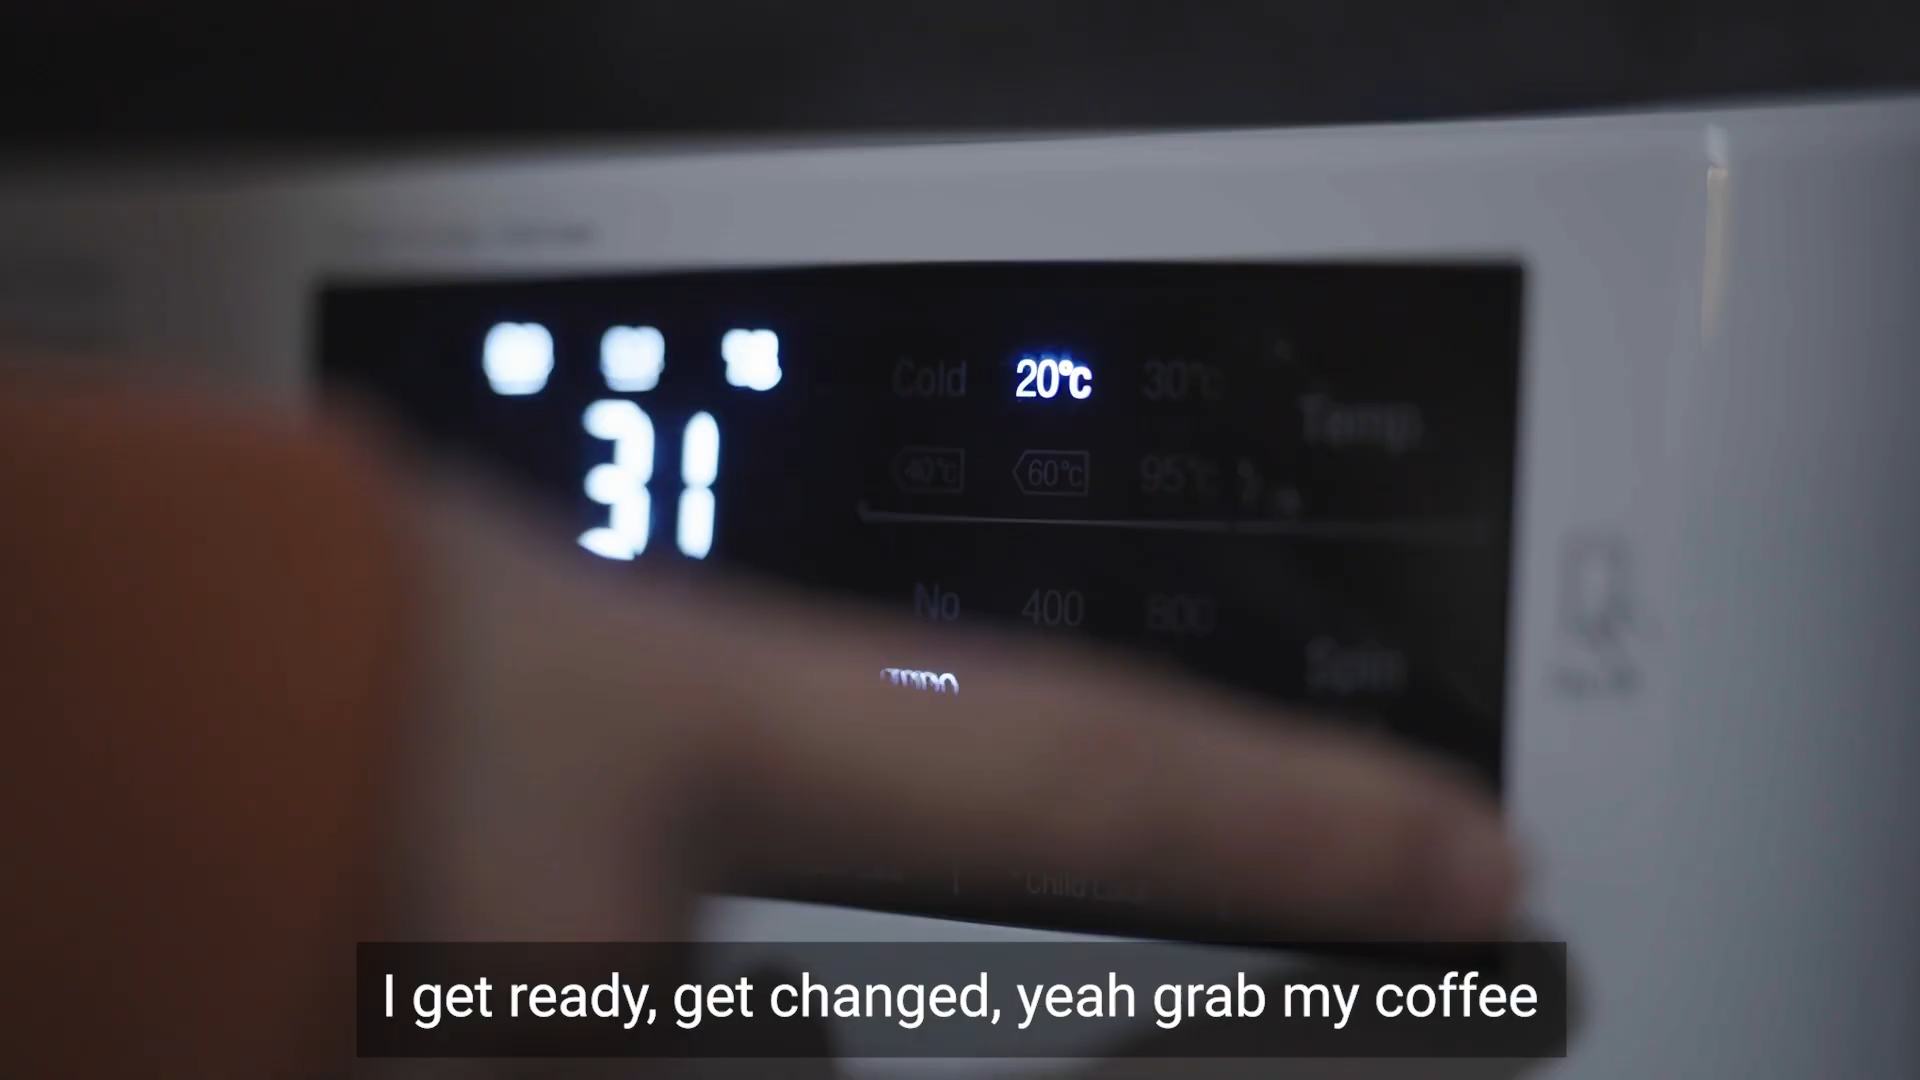 Cold 20°c 30°c
31
Temp.
40°c 60°c 95°c
No 400 800
Spin
Child
I get ready, get changed, yeah grab my coffee